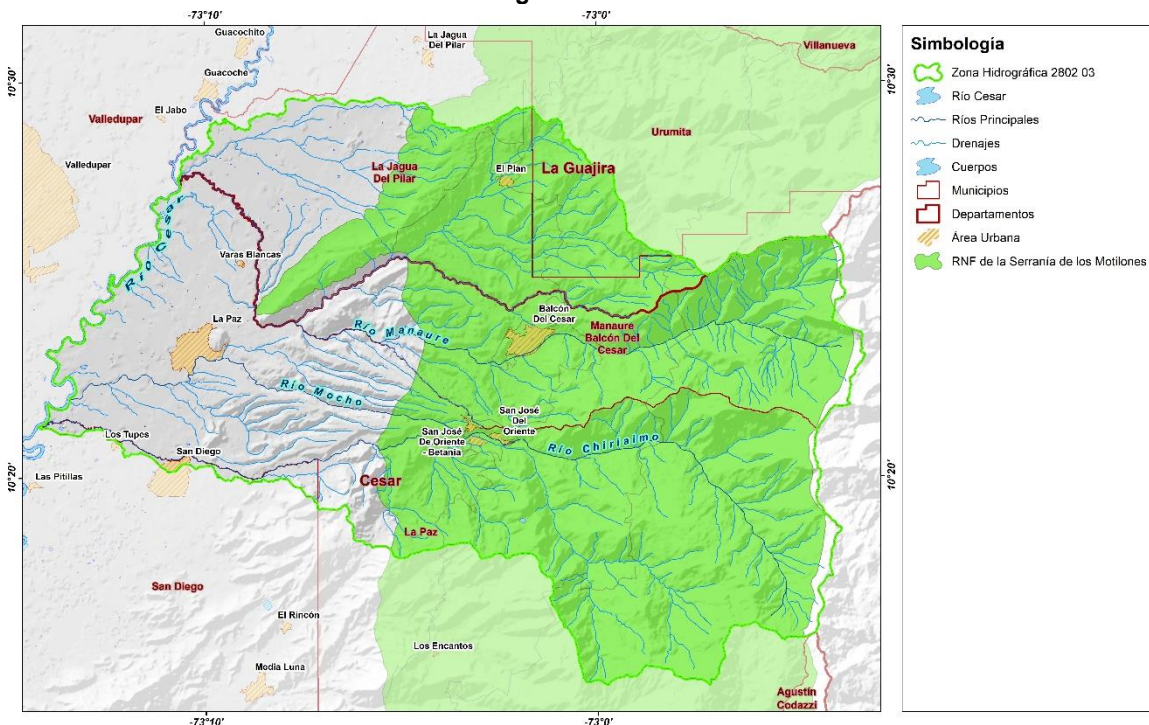 -73°10'
-73°0'
10°30'
10°30'
10°20'
10°20'
-73°10'
-73°0'
Guacochito
La Jagua
Del Pilar
Villanueva
Guacoche
El Jabo
Valledupar
Urumita
Valledupar
La Jagua
Del Pilar
El Plan
La Guajira
Río Cesar
Varas Blancas
La Paz
Balcón
Del Cesar
Río Manaure
Manaure
Balcón Del
Cesar
Río Mocho
San José
Del
Oriente
San José
De Oriente
- Betania
Río Chiriaimo
Los Tupes
San Diego
Las Pitillas
Cesar
La Paz
San Diego
El Rincón
Los Encantos
Media Luna
Agustín
Codazzi
Simbología
Zona Hidrográfica 2802 03
Río Cesar
Ríos Principales
Drenajes
Cuerpos
Municipios
Departamentos
Área Urbana
RNF de la Serranía de los Motilones